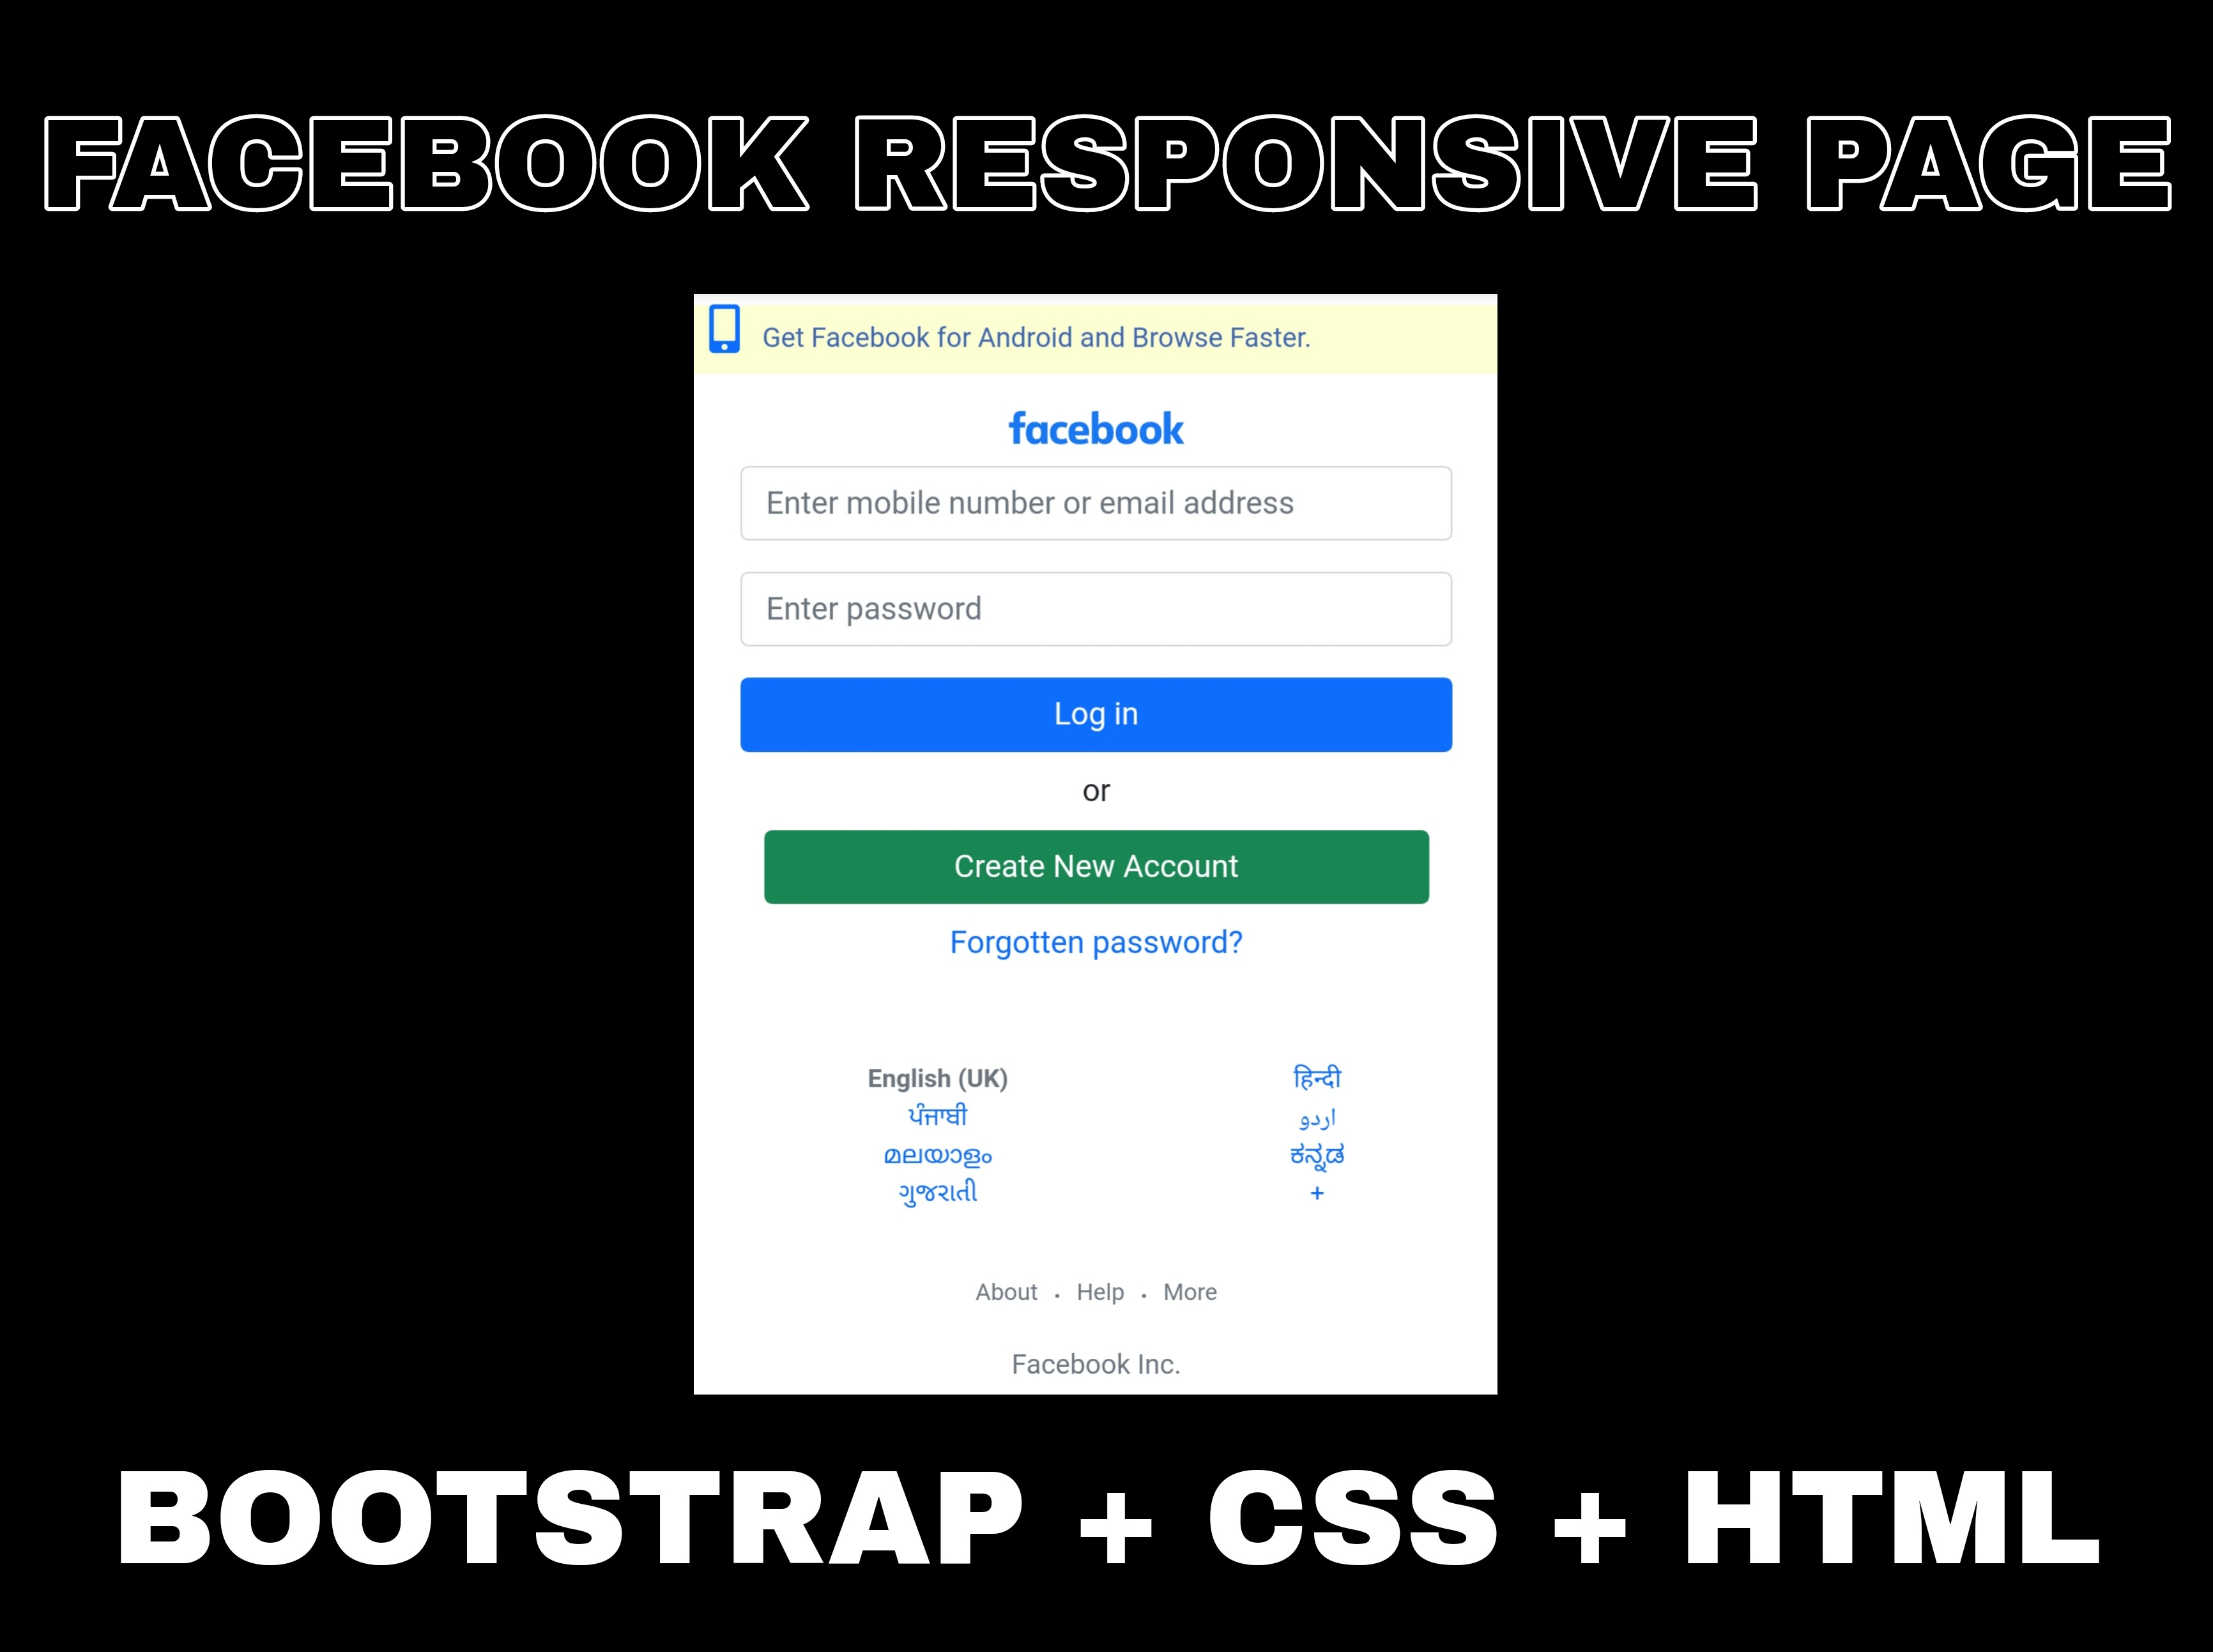 FACEBOOK RESPONSIVE PAGE
Get Facebook for Android and Browse Faster.
facebook
Enter mobile number or email address
Enter password
Log in
or
Create New Account
Forgotten password?
English (UK) हिन्दी
ਪੰਜਾਬੀ اردو
മലയാളം ಕನ್ನಡ
ગુજરાતી +
About • Help • More
Facebook Inc.
BOOTSTRAP + CSS + HTML